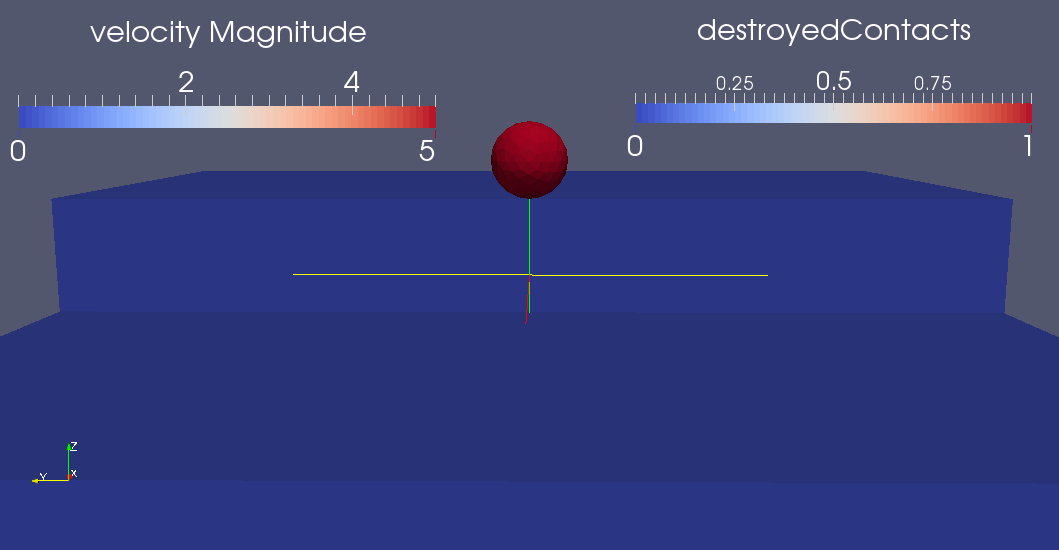 velocity Magnitude
2 4
0 5
destroyedContacts
0.25 0.5 0.75
0 1
Z
Y X